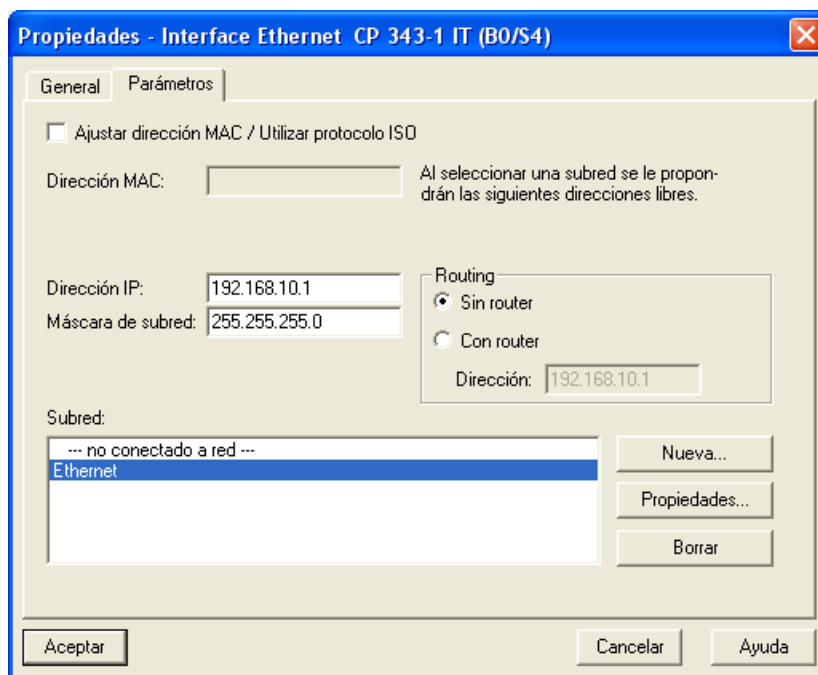 Propiedades - Interface Ethernet CP 343-1 IT (B0/S4)
General
Parámetros
Ajustar dirección MAC / Utilizar protocolo ISO
Dirección MAC:
Al seleccionar una subred se le propon-
drán las siguientes direcciones libres.
Dirección IP:
192.168.10.1
Máscara de subred:
255.255.255.0
Routing
Sin router
Con router
Dirección:
192.168.10.1
Subred:
--- no conectado a red ---
Ethernet
Nueva...
Propiedades...
Borrar
Aceptar
Cancelar
Ayuda